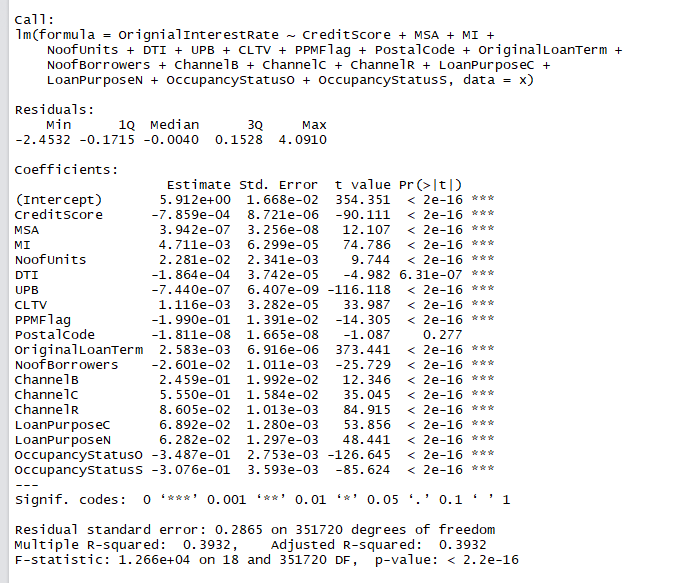 Call:
lm(formula = OrignialInterestRate ~ CreditScore + MSA + MI +
    NoofUnits + DTI + UPB + CLTV + PPMFlag + PostalCode + OriginalLoanTerm +
    NoofBorrowers + ChannelB + ChannelC + ChannelR + LoanPurposeC +
    LoanPurposeN + OccupancyStatusO + OccupancyStatusS, data = x)

Residuals:
    Min      1Q  Median      3Q     Max
-2.4532 -0.1715 -0.0040  0.1528  4.0910

Coefficients:
                   Estimate Std. Error  t value Pr(>|t|)
(Intercept)       5.912e+00  1.668e-02  354.351  < 2e-16 ***
CreditScore      -7.859e-04  8.721e-06  -90.111  < 2e-16 ***
MSA               3.942e-07  3.256e-08   12.107  < 2e-16 ***
MI                4.711e-03  6.299e-05   74.786  < 2e-16 ***
NoofUnits         2.281e-02  2.341e-03    9.744  < 2e-16 ***
DTI              -1.864e-04  3.742e-05   -4.982 6.31e-07 ***
UPB              -7.440e-07  6.407e-09 -116.118  < 2e-16 ***
CLTV              1.116e-03  3.282e-05   33.987  < 2e-16 ***
PPMFlag          -1.990e-01  1.391e-02  -14.305  < 2e-16 ***
PostalCode       -1.811e-08  1.665e-08   -1.087    0.277
OriginalLoanTerm  2.583e-03  6.916e-06  373.441  < 2e-16 ***
NoofBorrowers    -2.601e-02  1.011e-03  -25.729  < 2e-16 ***
ChannelB          2.459e-01  1.992e-02   12.346  < 2e-16 ***
ChannelC          5.550e-01  1.584e-02   35.045  < 2e-16 ***
ChannelR          8.605e-02  1.013e-03   84.915  < 2e-16 ***
LoanPurposeC      6.892e-02  1.280e-03   53.856  < 2e-16 ***
LoanPurposeN      6.282e-02  1.297e-03   48.441  < 2e-16 ***
OccupancyStatusO -3.487e-01  2.753e-03 -126.645  < 2e-16 ***
OccupancyStatusS -3.076e-01  3.593e-03  -85.624  < 2e-16 ***
---
Signif. codes:  0 ‘***’ 0.001 ‘**’ 0.01 ‘*’ 0.05 ‘.’ 0.1 ‘ ’ 1

Residual standard error: 0.2865 on 351720 degrees of freedom
Multiple R-squared:  0.3932,    Adjusted R-squared:  0.3932
F-statistic: 1.266e+04 on 18 and 351720 DF,  p-value: < 2.2e-16